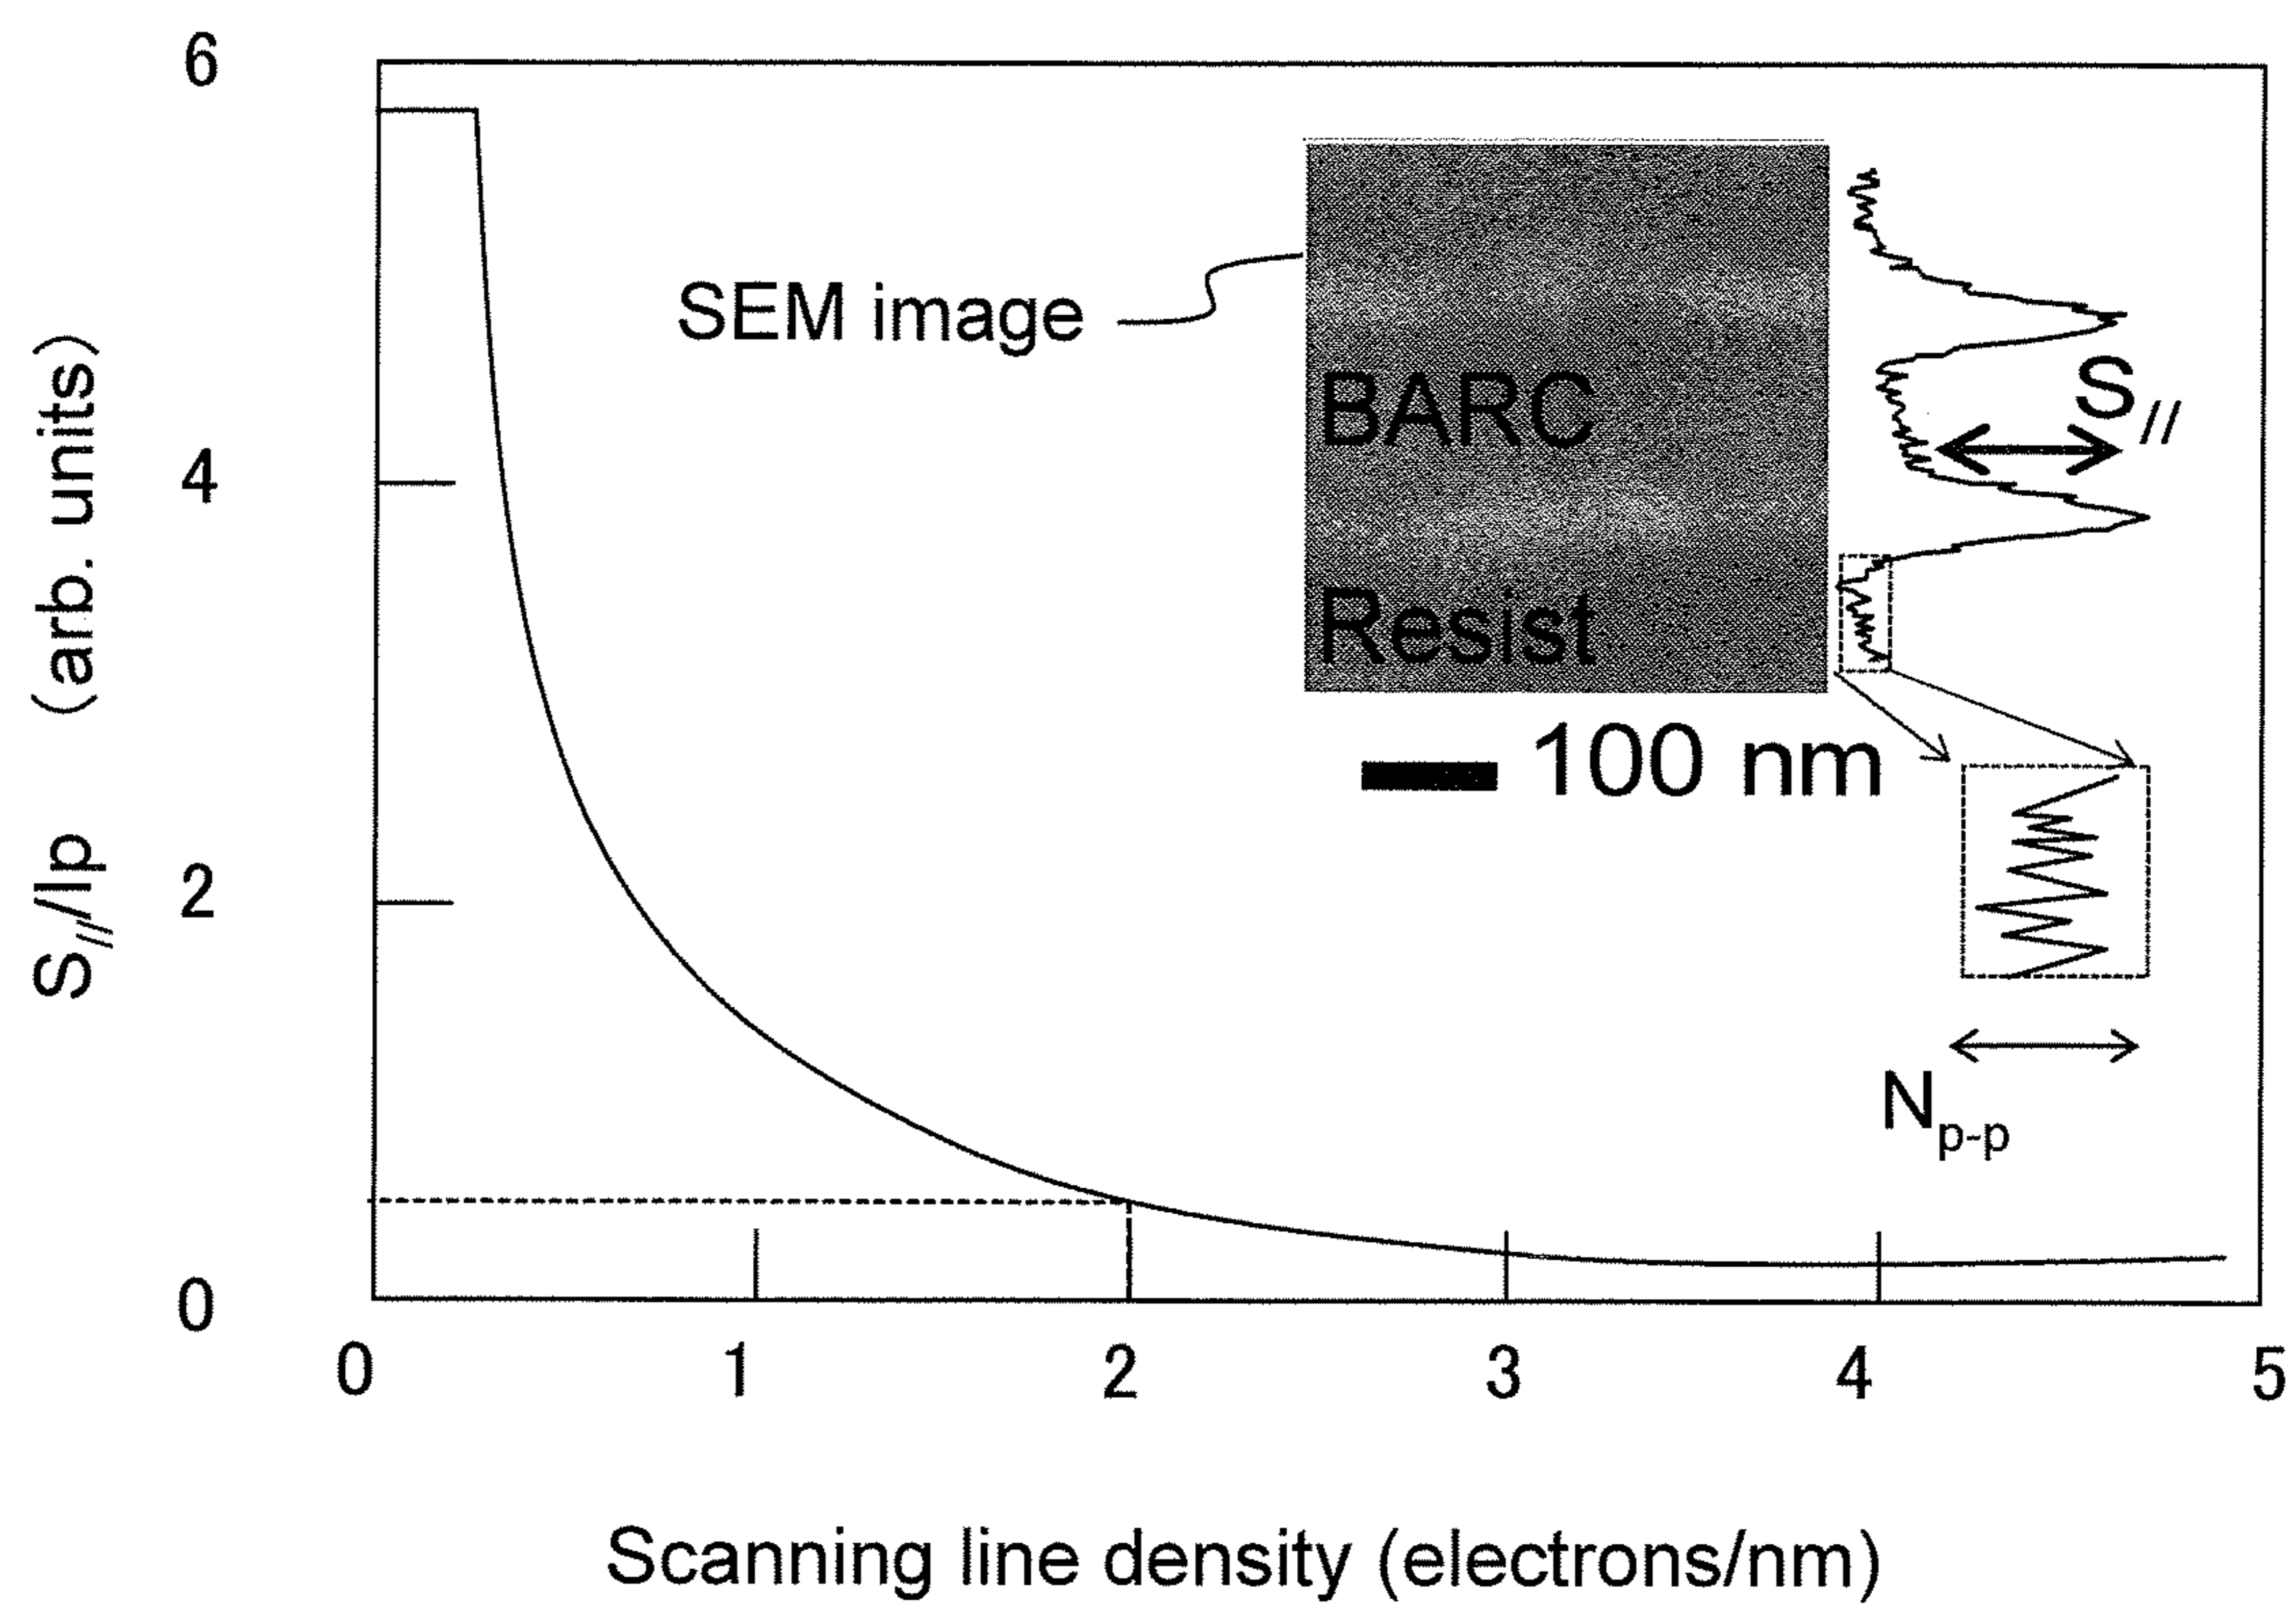 6
4
2
0
S///Ip (arb. units)
SEM image
BARC
Resist
S//
100 nm
Np-p
0 1 2 3 4 5
Scanning line density (electrons/nm)